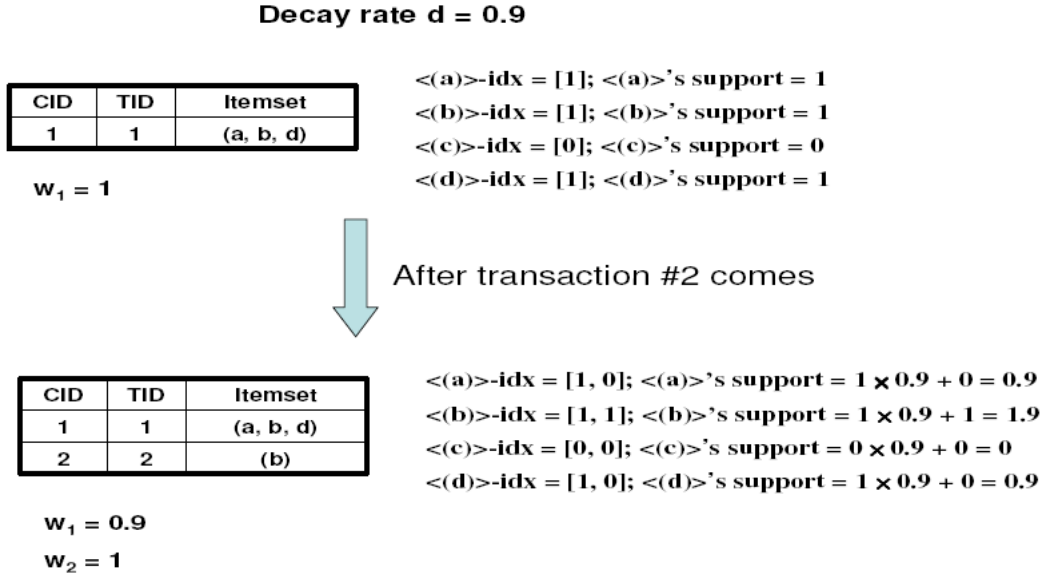 Decay rate d = 0.9
CID TID Itemset
1 1 (a, b, d)
w₁ = 1
<(a)>-idx = [1]; <(a)>'s support = 1
<(b)>-idx = [1]; <(b)>'s support = 1
<(c)>-idx = [0]; <(c)>'s support = 0
<(d)>-idx = [1]; <(d)>'s support = 1
After transaction #2 comes
CID TID Itemset
1 1 (a, b, d)
2 2 (b)
w₁ = 0.9
w₂ = 1
<(a)>-idx = [1, 0]; <(a)>'s support = 1 × 0.9 + 0 = 0.9
<(b)>-idx = [1, 1]; <(b)>'s support = 1 × 0.9 + 1 = 1.9
<(c)>-idx = [0, 0]; <(c)>'s support = 0 × 0.9 + 0 = 0
<(d)>-idx = [1, 0]; <(d)>'s support = 1 × 0.9 + 0 = 0.9